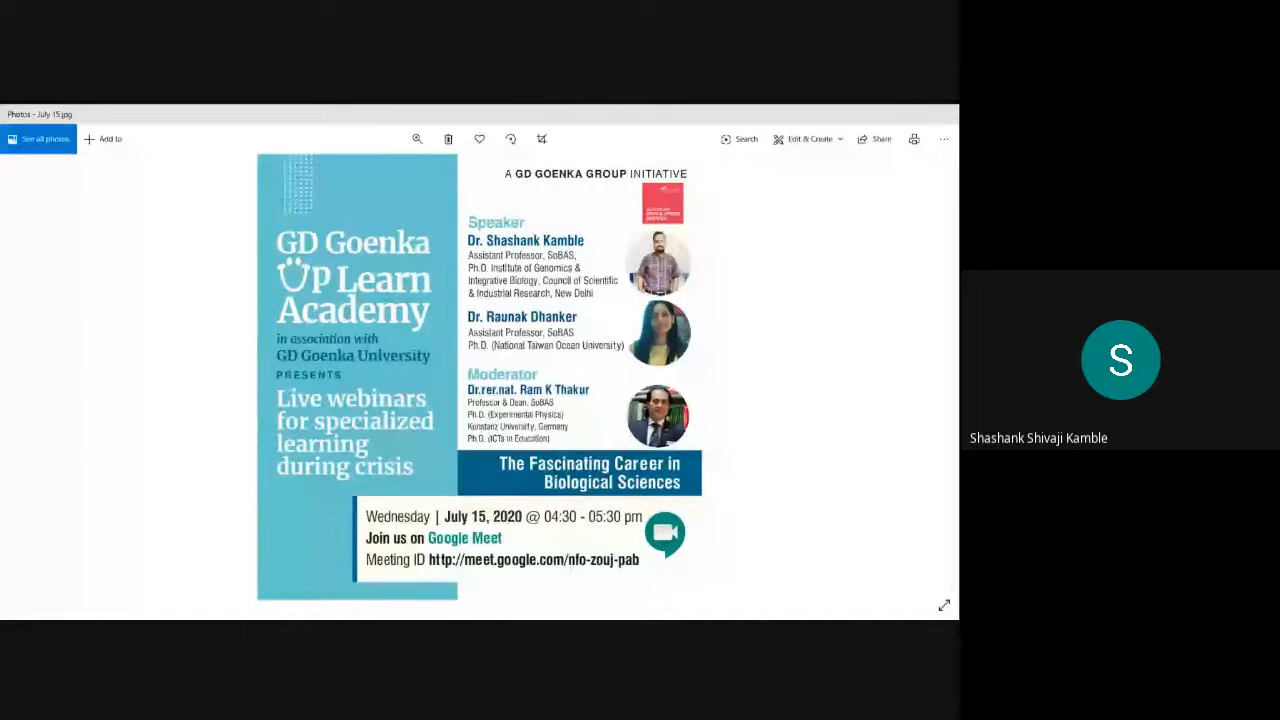 Photos - July 15.jpg
See all photos
Add to
Search
Edit & Create
Share
A GD GOENKA GROUP INITIATIVE
GD Goenka
UP Learn
Academy
in association with
GD Goenka University
PRESENTS
Live webinars
for specialized
learning
during crisis
Speaker
Dr. Shashank Kamble
Assistant Professor, SoBAS,
Ph.D. Institute of Genomics &
Integrative Biology, Council of Scientific
& Industrial Research, New Delhi
Dr. Raunak Dhanker
Assistant Professor, SoBAS
Ph.D. (National Taiwan Ocean University)
Moderator
Dr.rer.nat. Ram K Thakur
Professor & Dean, SoBAS
Ph.D. (Experimental Physics)
Konstanz University, Germany
Ph.D. (ICTs in Education)
The Fascinating Career in
Biological Sciences
Wednesday | July 15, 2020 @ 04:30 - 05:30 pm
Join us on Google Meet
Meeting ID http://meet.google.com/nfo-zouj-pab
S
Shashank Shivaji Kamble